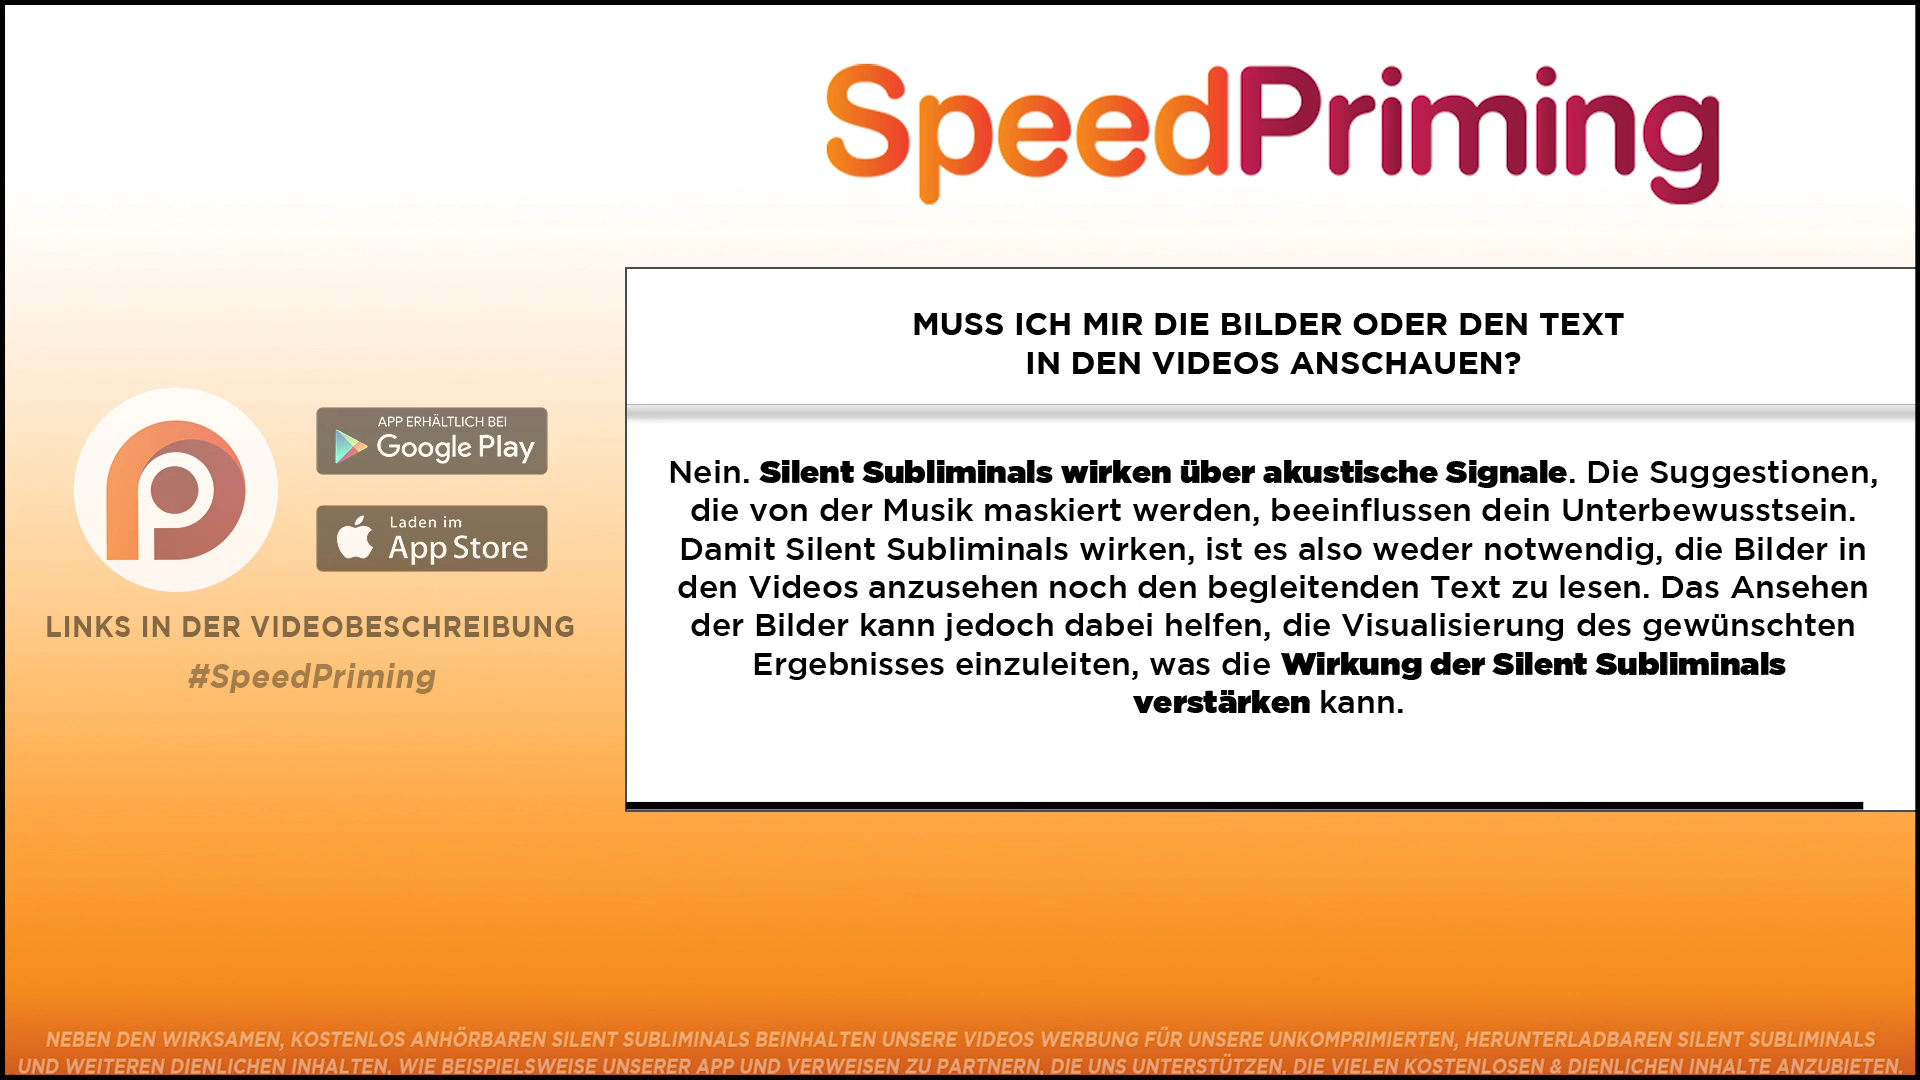 SpeedPriming
MUSS ICH MIR DIE BILDER ODER DEN TEXT
IN DEN VIDEOS ANSCHAUEN?
Nein. Silent Subliminals wirken über akustische Signale. Die Suggestionen,
die von der Musik maskiert werden, beeinflussen dein Unterbewusstsein.
Damit Silent Subliminals wirken, ist es also weder notwendig, die Bilder in
den Videos anzusehen noch den begleitenden Text zu lesen. Das Ansehen
der Bilder kann jedoch dabei helfen, die Visualisierung des gewünschten
Ergebnisses einzuleiten, was die Wirkung der Silent Subliminals
verstärken kann.
APP ERHÄLTLICH BEI
Google Play
Laden im
App Store
LINKS IN DER VIDEOBESCHREIBUNG
#SpeedPriming
NEBEN DEN WIRKSAMEN, KOSTENLOS ANHÖRBAREN SILENT SUBLIMINALS BEINHALTEN UNSERE VIDEOS WERBUNG FÜR UNSERE UNKOMPRIMIERTEN, HERUNTERLADBAREN SILENT SUBLIMINALS
UND WEITEREN DIENLICHEN INHALTEN, WIE BEISPIELSWEISE UNSERER APP UND VERWEISEN ZU PARTNERN, DIE UNS UNTERSTÜTZEN, DIE VIELEN KOSTENLOSEN & DIENLICHEN INHALTE ANZUBIETEN.